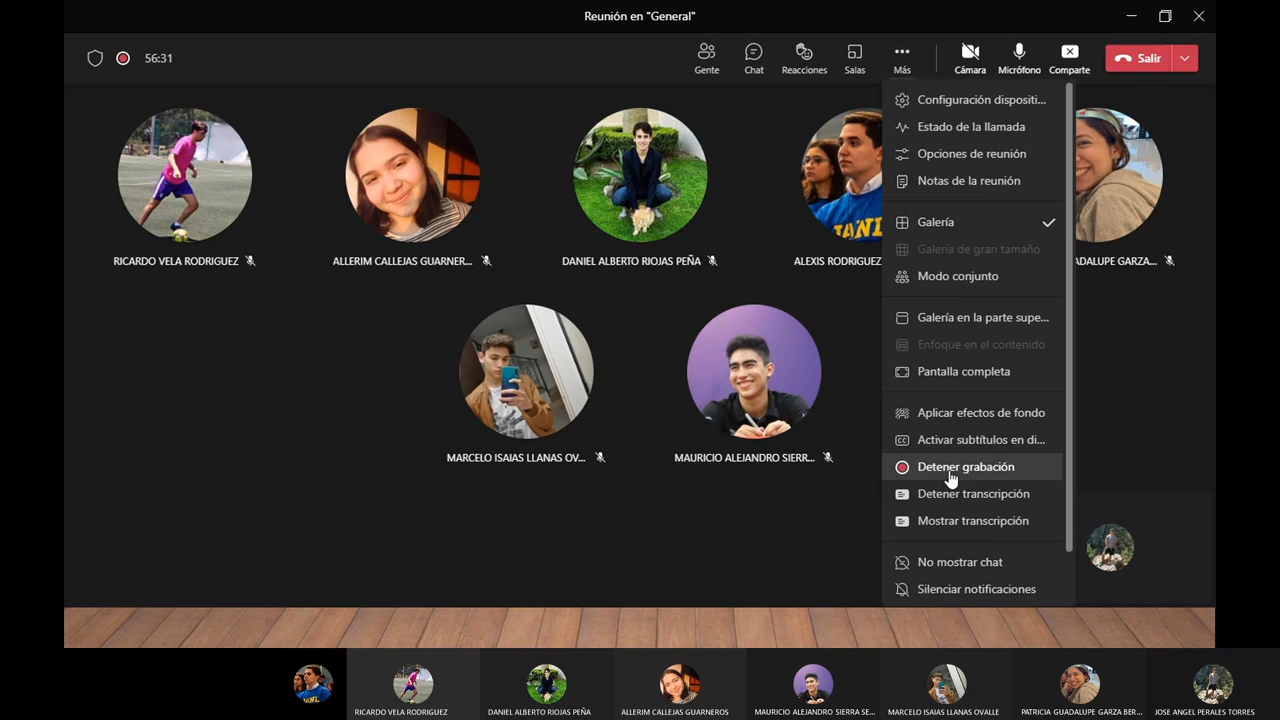 Reunión en "General"
56:31
Gente
Chat
Reacciones
Salas
Más
Cámara
Micrófono
Comparte
Salir
Configuración dispositi...
Estado de la llamada
Opciones de reunión
Notas de la reunión
Galería
Galería de gran tamaño
Modo conjunto
Galería en la parte supe...
Enfoque en el contenido
Pantalla completa
Aplicar efectos de fondo
Activar subtítulos en di...
Detener grabación
Detener transcripción
Mostrar transcripción
No mostrar chat
Silenciar notificaciones
RICARDO VELA RODRIGUEZ
ALLERIM CALLEJAS GUARNER...
DANIEL ALBERTO RIOJAS PEÑA
ALEXIS RODRIGUEZ
DALUPE GARZA...
MARCELO ISAIAS LLANAS OV...
MAURICIO ALEJANDRO SIERR...
RICARDO VELA RODRIGUEZ
DANIEL ALBERTO RIOJAS PEÑA
ALLERIM CALLEJAS GUARNEROS
MAURICIO ALEJANDRO SIERRA SE...
MARCELO ISAIAS LLANAS OVALLE
PATRICIA GUADALUPE GARZA BER...
JOSE ANGEL PERALES TORRES